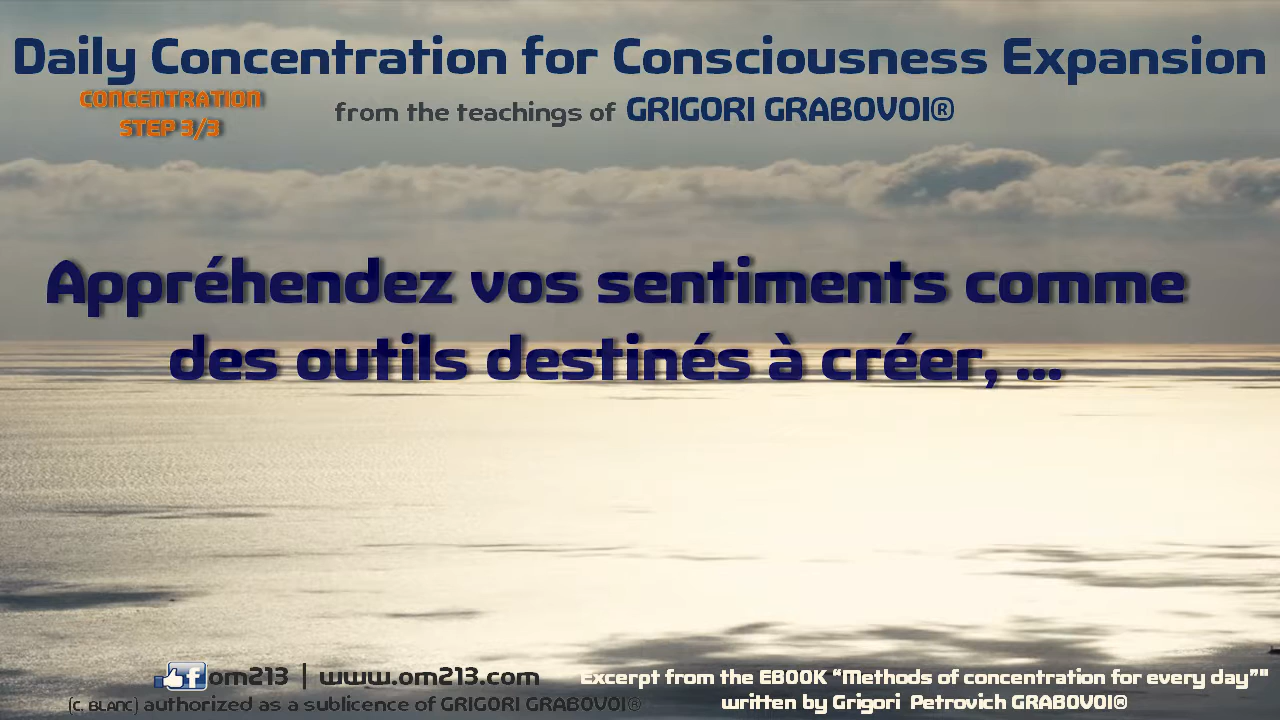 Daily Concentration for Consciousness Expansion
CONCENTRATION
STEP 3/3
from the teachings of GRIGORI GRABOVOI®
Appréhendez vos sentiments comme
des outils destinés à créer, ...
f om213 | www.om213.com
(C. BLANC) authorized as a sublicence of GRIGORI GRABOVOI®
Excerpt from the EBOOK “Methods of concentration for every day””
written by Grigori Petrovich GRABOVOI®